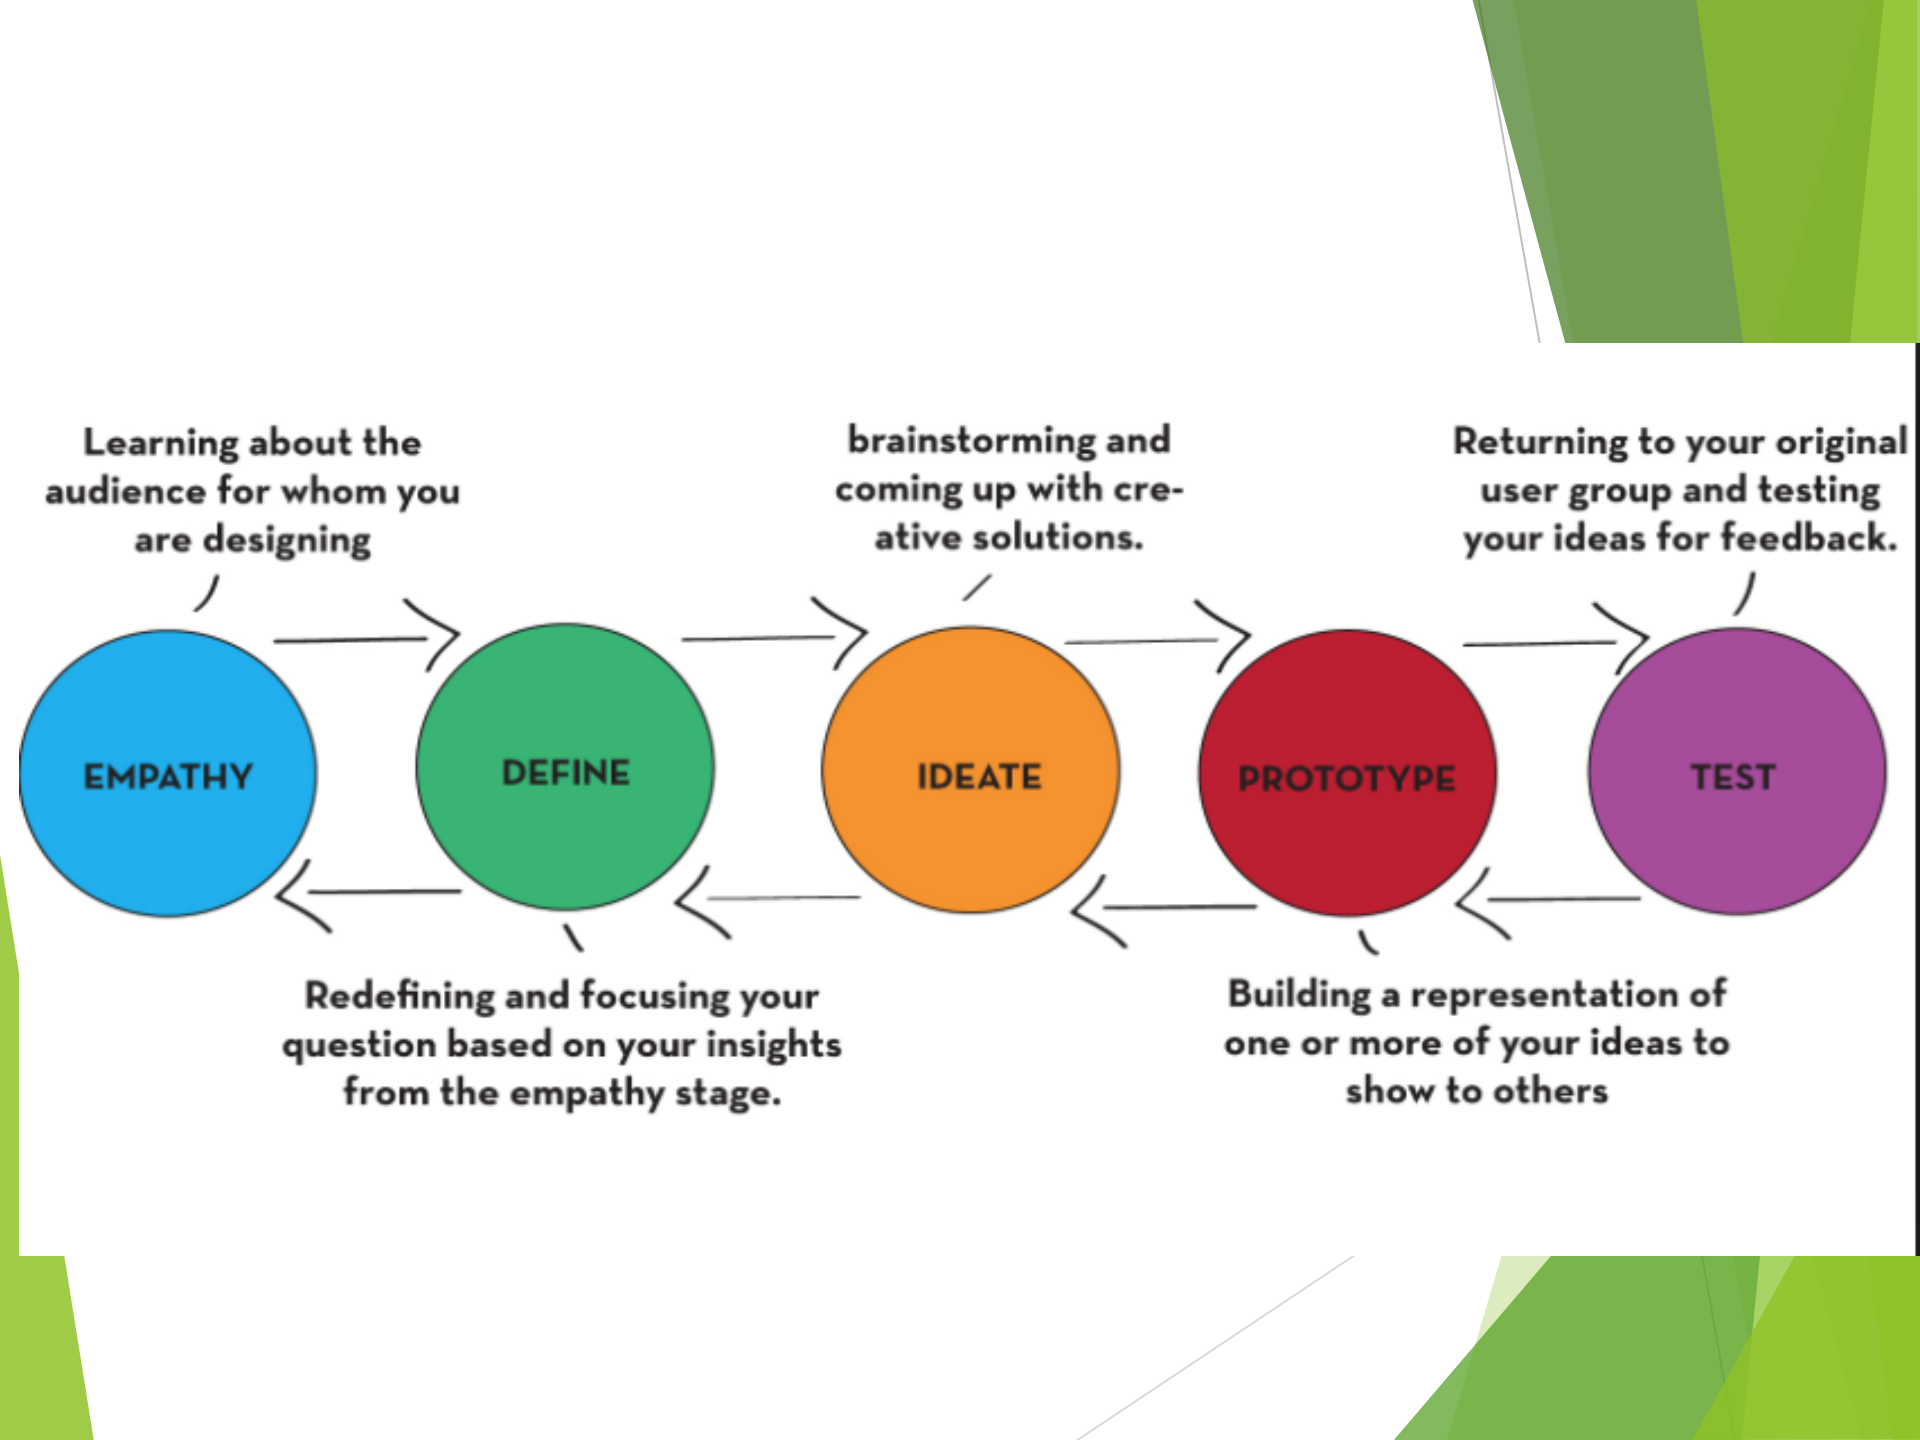 Learning about the
audience for whom you
are designing
brainstorming and
coming up with cre-
ative solutions.
Returning to your original
user group and testing
your ideas for feedback.
EMPATHY
DEFINE
IDEATE
PROTOTYPE
TEST
Redefining and focusing your
question based on your insights
from the empathy stage.
Building a representation of
one or more of your ideas to
show to others